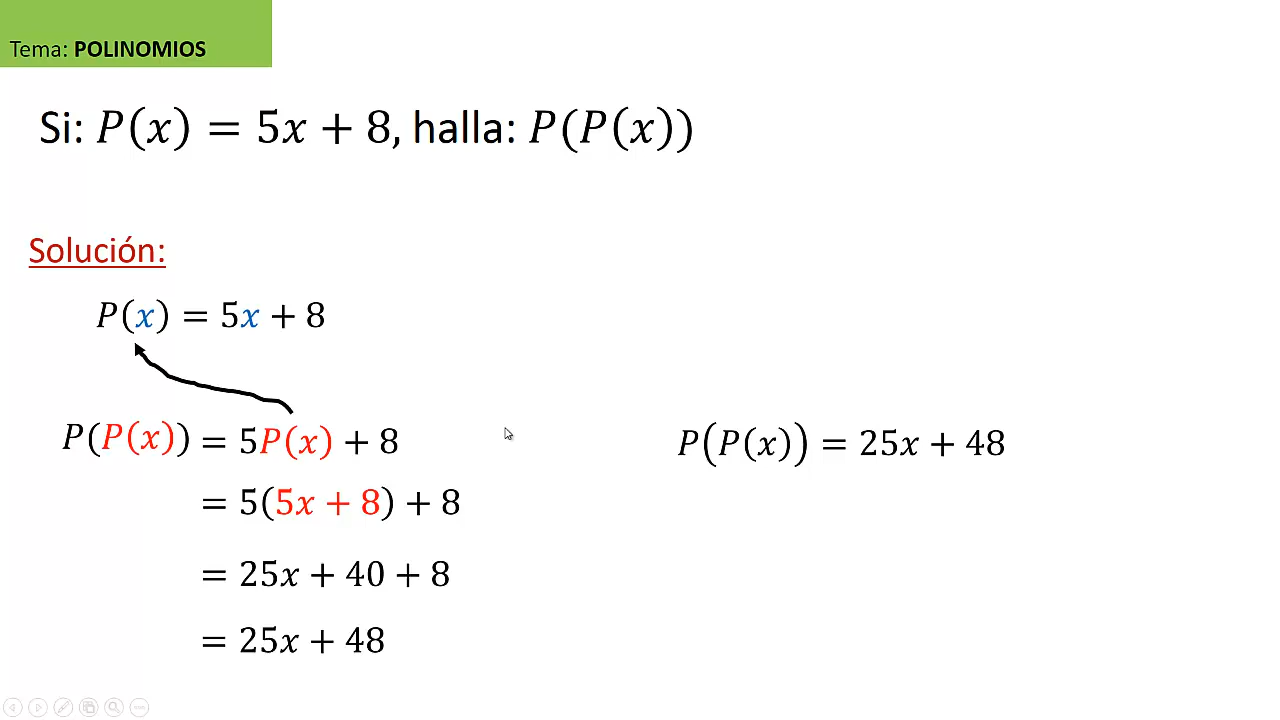 Tema: POLINOMIOS
Si: P(x) = 5x + 8, halla: P(P(x))
Solución:
P(x) = 5x + 8
P(P(x)) = 5P(x) + 8
= 5(5x + 8) + 8
= 25x + 40 + 8
= 25x + 48
P(P(x)) = 25x + 48